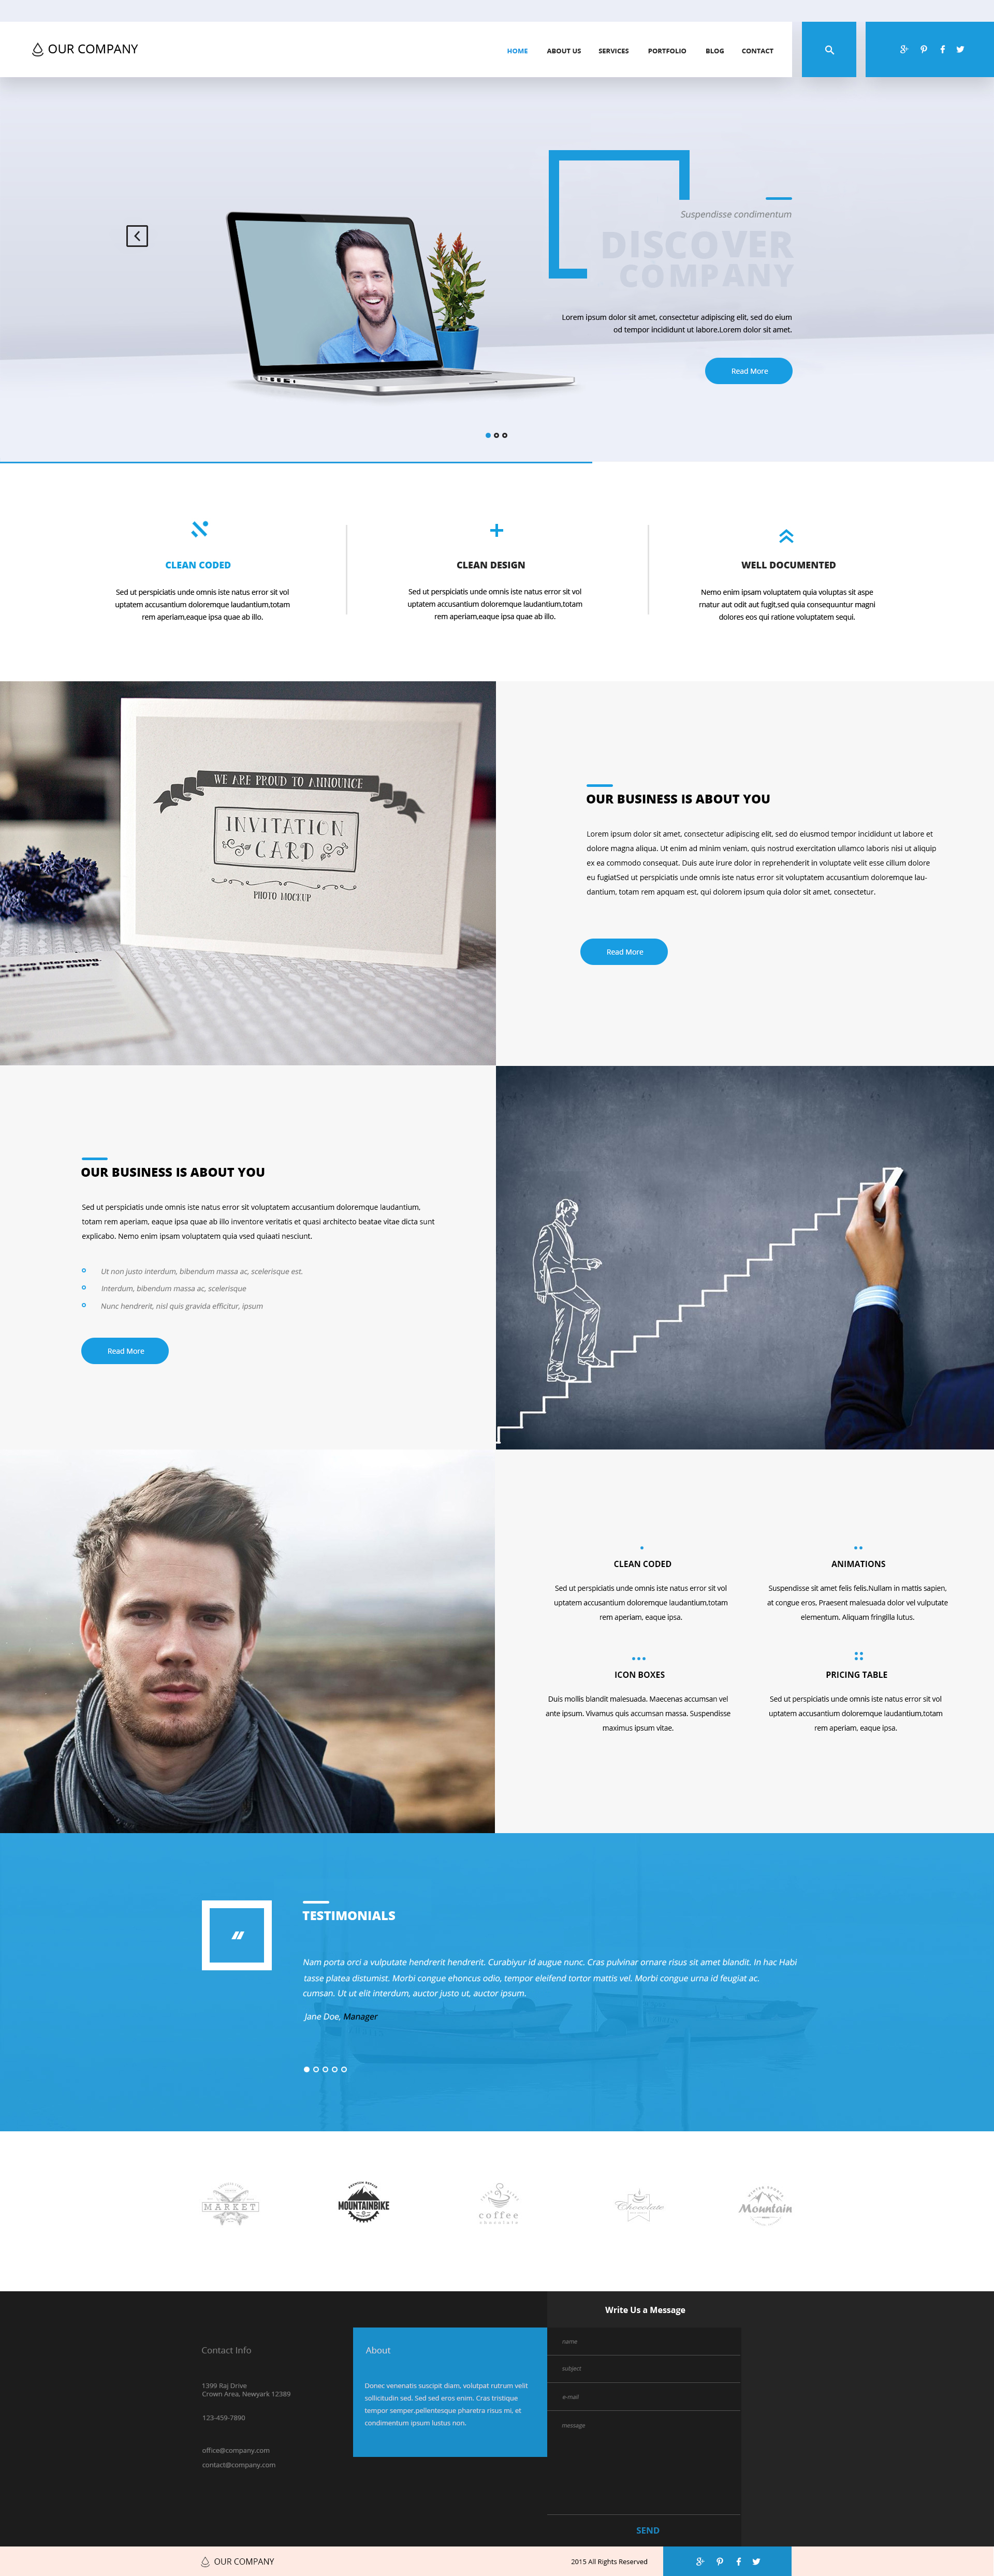 OUR COMPANY
HOME ABOUT US SERVICES PORTFOLIO BLOG CONTACT
Suspendisse condimentum
DISCOVER
COMPANY
Lorem ipsum dolor sit amet, consectetur adipiscing elit, sed do eium
od tempor incididunt ut labore.Lorem dolor sit amet.
Read More
CLEAN CODED
Sed ut perspiciatis unde omnis iste natus error sit vol
uptatem accusantium doloremque laudantium,totam
rem aperiam,eaque ipsa quae ab illo.
CLEAN DESIGN
Sed ut perspiciatis unde omnis iste natus error sit vol
uptatem accusantium doloremque laudantium,totam
rem aperiam,eaque ipsa quae ab illo.
WELL DOCUMENTED
Nemo enim ipsam voluptatem quia voluptas sit aspe
rnatur aut odit aut fugit,sed quia consequuntur magni
dolores eos qui ratione voluptatem sequi.
WE ARE PROUD TO ANNOUNCE
INVITATION
CARD
PHOTO MOCKUP
soon interesting.
se tell me more
it.
OUR BUSINESS IS ABOUT YOU
Lorem ipsum dolor sit amet, consectetur adipiscing elit, sed do eiusmod tempor incididunt ut labore et
dolore magna aliqua. Ut enim ad minim veniam, quis nostrud exercitation ullamco laboris nisi ut aliquip
ex ea commodo consequat. Duis aute irure dolor in reprehenderit in voluptate velit esse cillum dolore
eu fugiatSed ut perspiciatis unde omnis iste natus error sit voluptatem accusantium doloremque lau-
dantium, totam rem apquam est, qui dolorem ipsum quia dolor sit amet, consectetur.
Read More
OUR BUSINESS IS ABOUT YOU
Sed ut perspiciatis unde omnis iste natus error sit voluptatem accusantium doloremque laudantium,
totam rem aperiam, eaque ipsa quae ab illo inventore veritatis et quasi architecto beatae vitae dicta sunt
explicabo. Nemo enim ipsam voluptatem quia vsed quiaati nesciunt.
Ut non justo interdum, bibendum massa ac, scelerisque est.
Interdum, bibendum massa ac, scelerisque
Nunc hendrerit, nisl quis gravida efficitur, ipsum
Read More
CLEAN CODED
Sed ut perspiciatis unde omnis iste natus error sit vol
uptatem accusantium doloremque laudantium,totam
rem aperiam, eaque ipsa.
ANIMATIONS
Suspendisse sit amet felis felis.Nullam in mattis sapien,
at congue eros, Praesent malesuada dolor vel vulputate
elementum. Aliquam fringilla lutus.
ICON BOXES
Duis mollis blandit malesuada. Maecenas accumsan vel
ante ipsum. Vivamus quis accumsan massa. Suspendisse
maximus ipsum vitae.
PRICING TABLE
Sed ut perspiciatis unde omnis iste natus error sit vol
uptatem accusantium doloremque laudantium,totam
rem aperiam, eaque ipsa.
TESTIMONIALS
Nam porta orci a vulputate hendrerit hendrerit. Curabiyur id augue nunc. Cras pulvinar ornare risus sit amet blandit. In hac Habi
tasse platea distumist. Morbi congue ehoncus odio, tempor eleifend tortor mattis vel. Morbi congue urna id feugiat ac.
cumsan. Ut ut elit interdum, auctor justo ut, auctor ipsum.
Jane Doe, Manager
MARKET
MOUNTAINBIKE
coffee
chocolate
Chocolate
Mountain
Write Us a Message
Contact Info
1399 Raj Drive
Crown Area, Newyark 12389
123-459-7890
office@company.com
contact@company.com
About
Donec venenatis suscipit diam, volutpat rutrum velit
sollicitudin sed. Sed sed eros enim. Cras tristique
tempor semper.pellentesque pharetra risus mi, et
condimentum ipsum lustus non.
name
subject
e-mail
message
SEND
OUR COMPANY
2015 All Rights Reserved